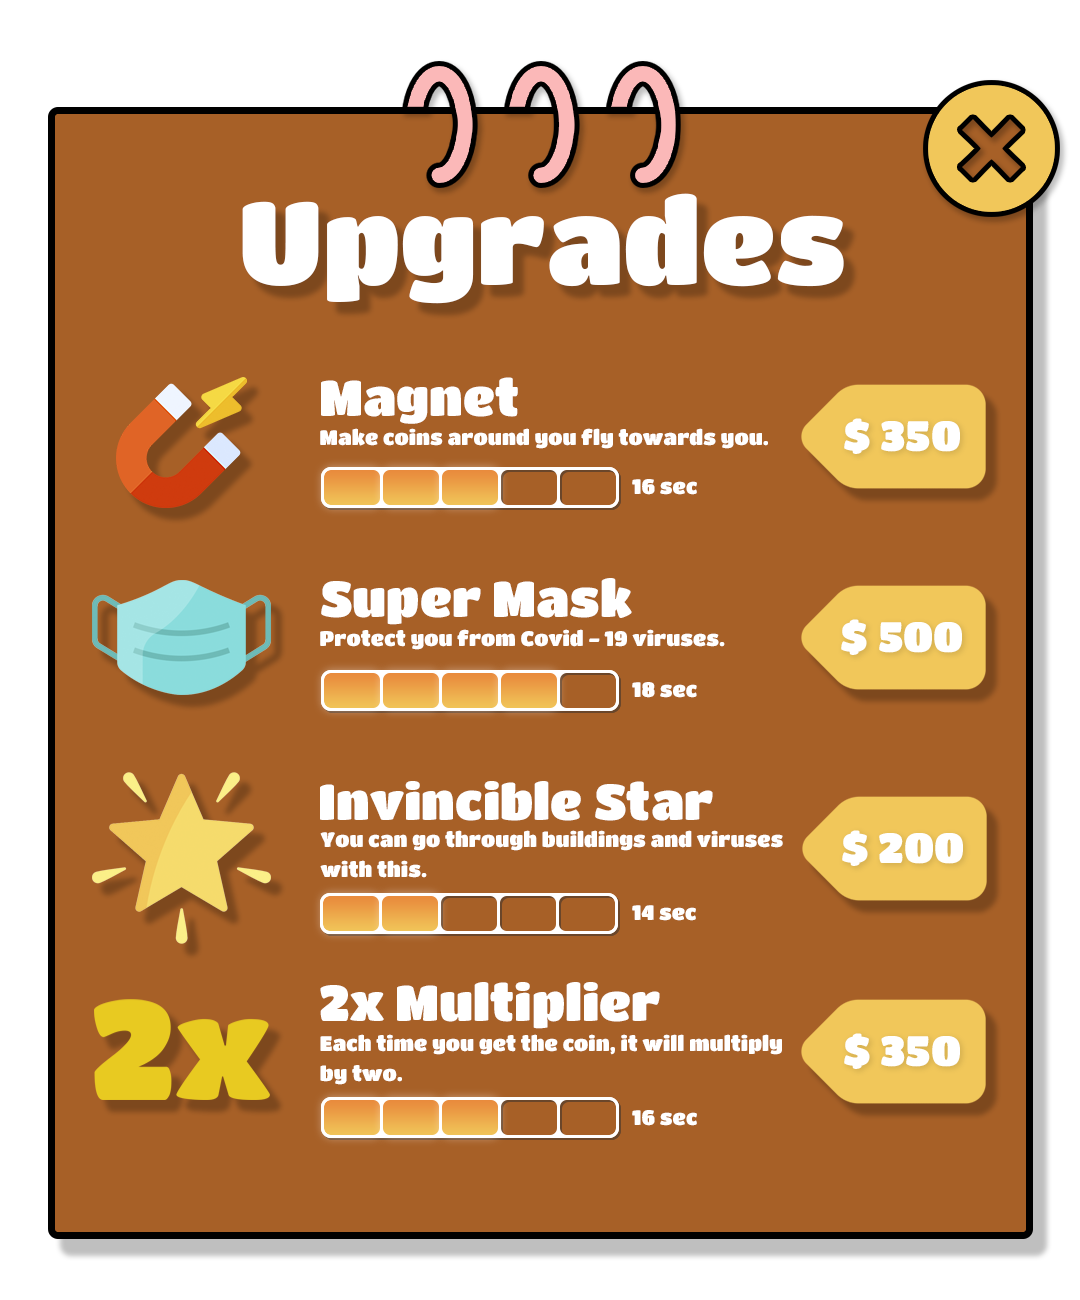 Upgrades
Magnet
Make coins around you fly towards you.
16 sec
$ 350
Super Mask
Protect you from Covid - 19 viruses.
18 sec
$ 500
Invincible Star
You can go through buildings and viruses
with this.
14 sec
$ 200
2x
2x Multiplier
Each time you get the coin, it will multiply
by two.
16 sec
$ 350